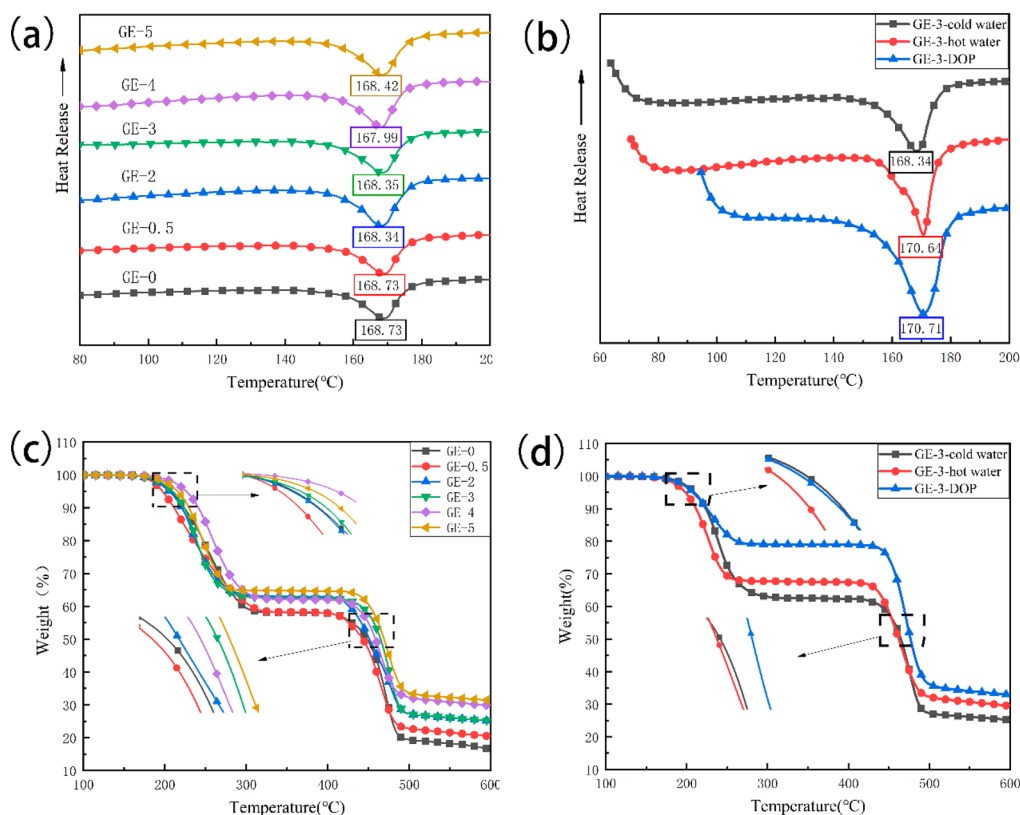 (a)
GE-5
168.42
GE-4
167.99
GE-3
168.35
GE-2
168.34
GE-0.5
168.73
GE-0
168.73
Heat Release
80 100 120 140 160 180 20
Temperature(℃)
(b)
GE-3-cold water
GE-3-hot water
GE-3-DOP
168.34
170.64
170.71
Heat Release
60 80 100 120 140 160 180 200
Temperature(℃)
(c)
GE-0
GE-0.5
GE-2
GE-3
GE 4
GE-5
110
100
90
80
70
60
50
40
30
20
10
Weight (%)
100 200 300 400 500 600
Temperature(℃)
(d)
GE-3-cold water
GE-3-hot water
GE-3-DOP
110
100
90
80
70
60
50
40
30
20
10
Weight(%)
100 200 300 400 500 600
Temperature(℃)